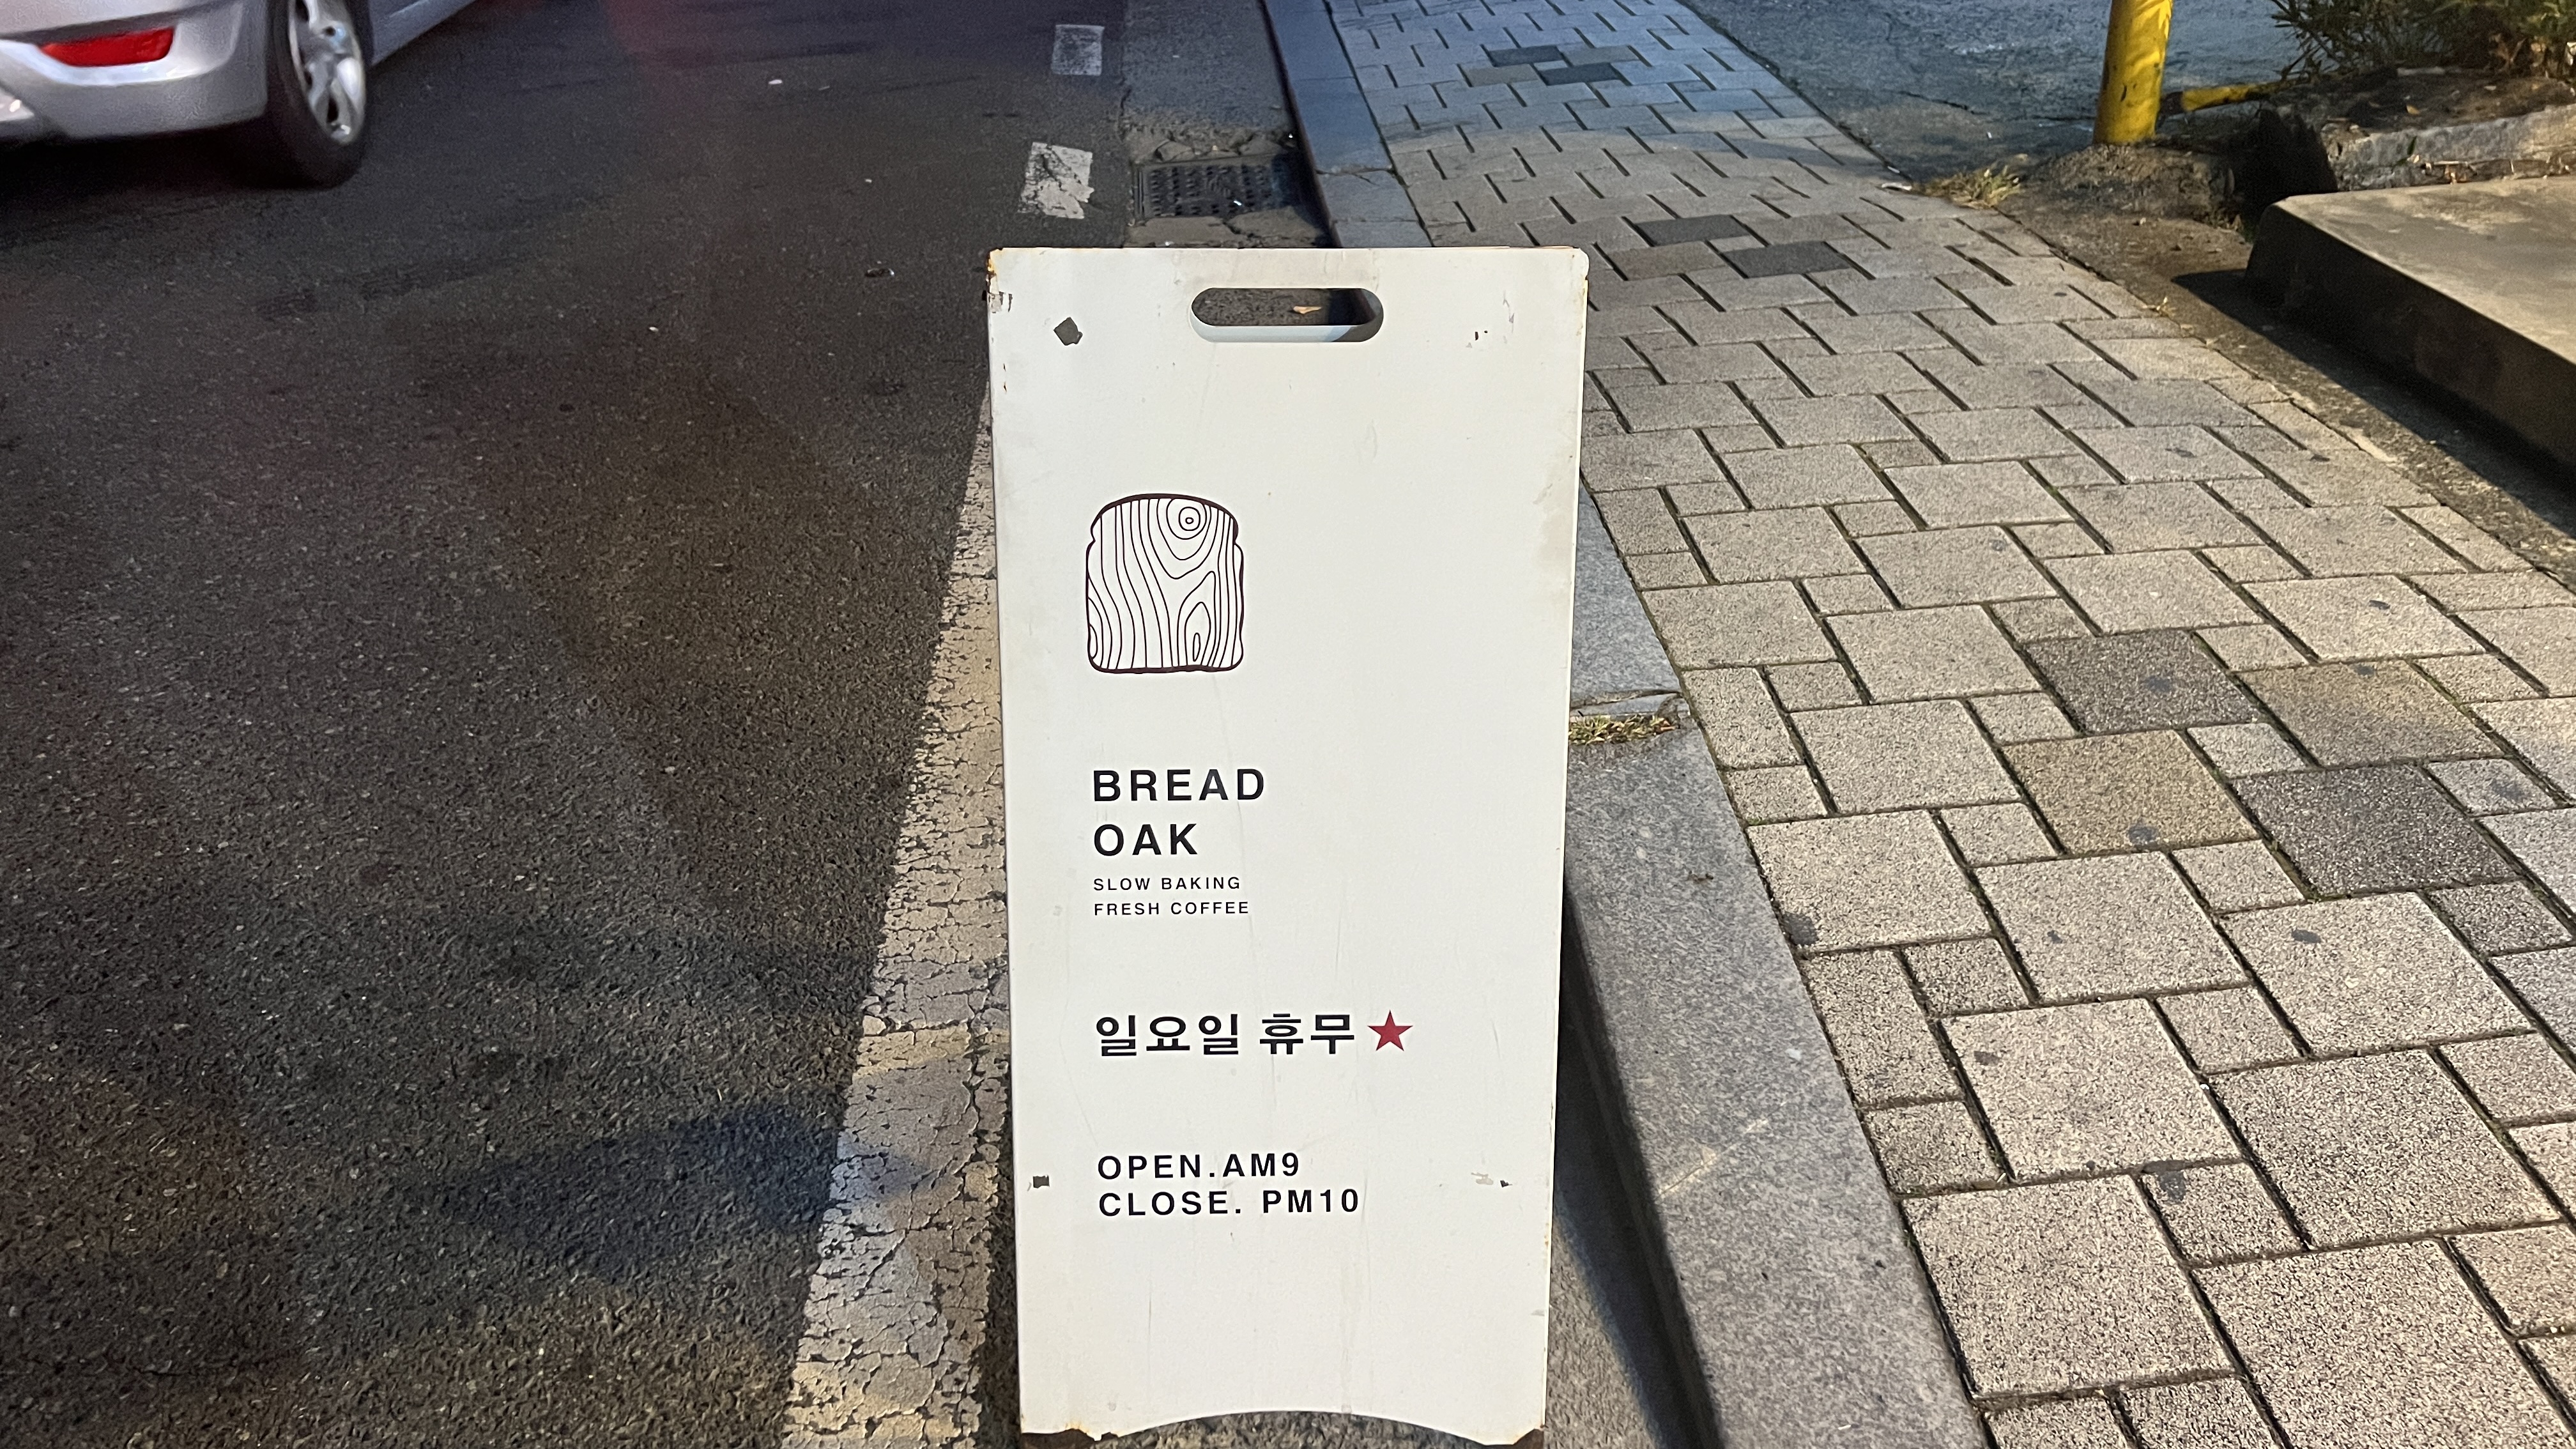 BREAD
OAK
SLOW BAKING
FRESH COFFEE
일요일 휴무★
OPEN.AM9
CLOSE. PM10